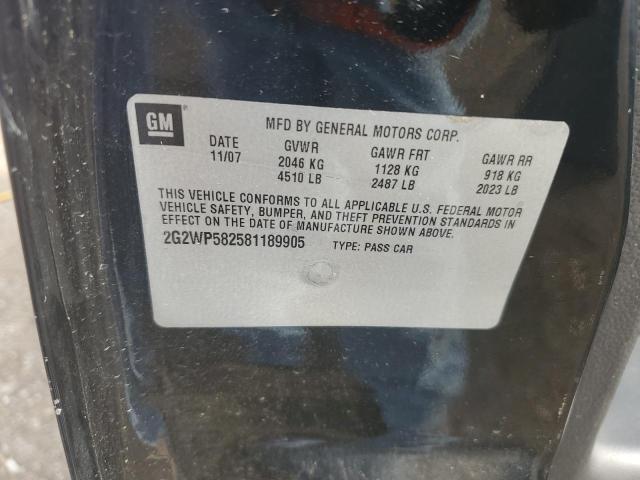 GM
MFD BY GENERAL MOTORS CORP.
DATE GVWR GAWR FRT GAWR RR
11/07 2046 KG 1128 KG 918 KG
4510 LB 2487 LB 2023 LB
THIS VEHICLE CONFORMS TO ALL APPLICABLE U.S. FEDERAL MOTOR
VEHICLE SAFETY, BUMPER, AND THEFT PREVENTION STANDARDS IN
EFFECT ON THE DATE OF MANUFACTURE SHOWN ABOVE.
2G2WP582581189905 TYPE: PASS CAR